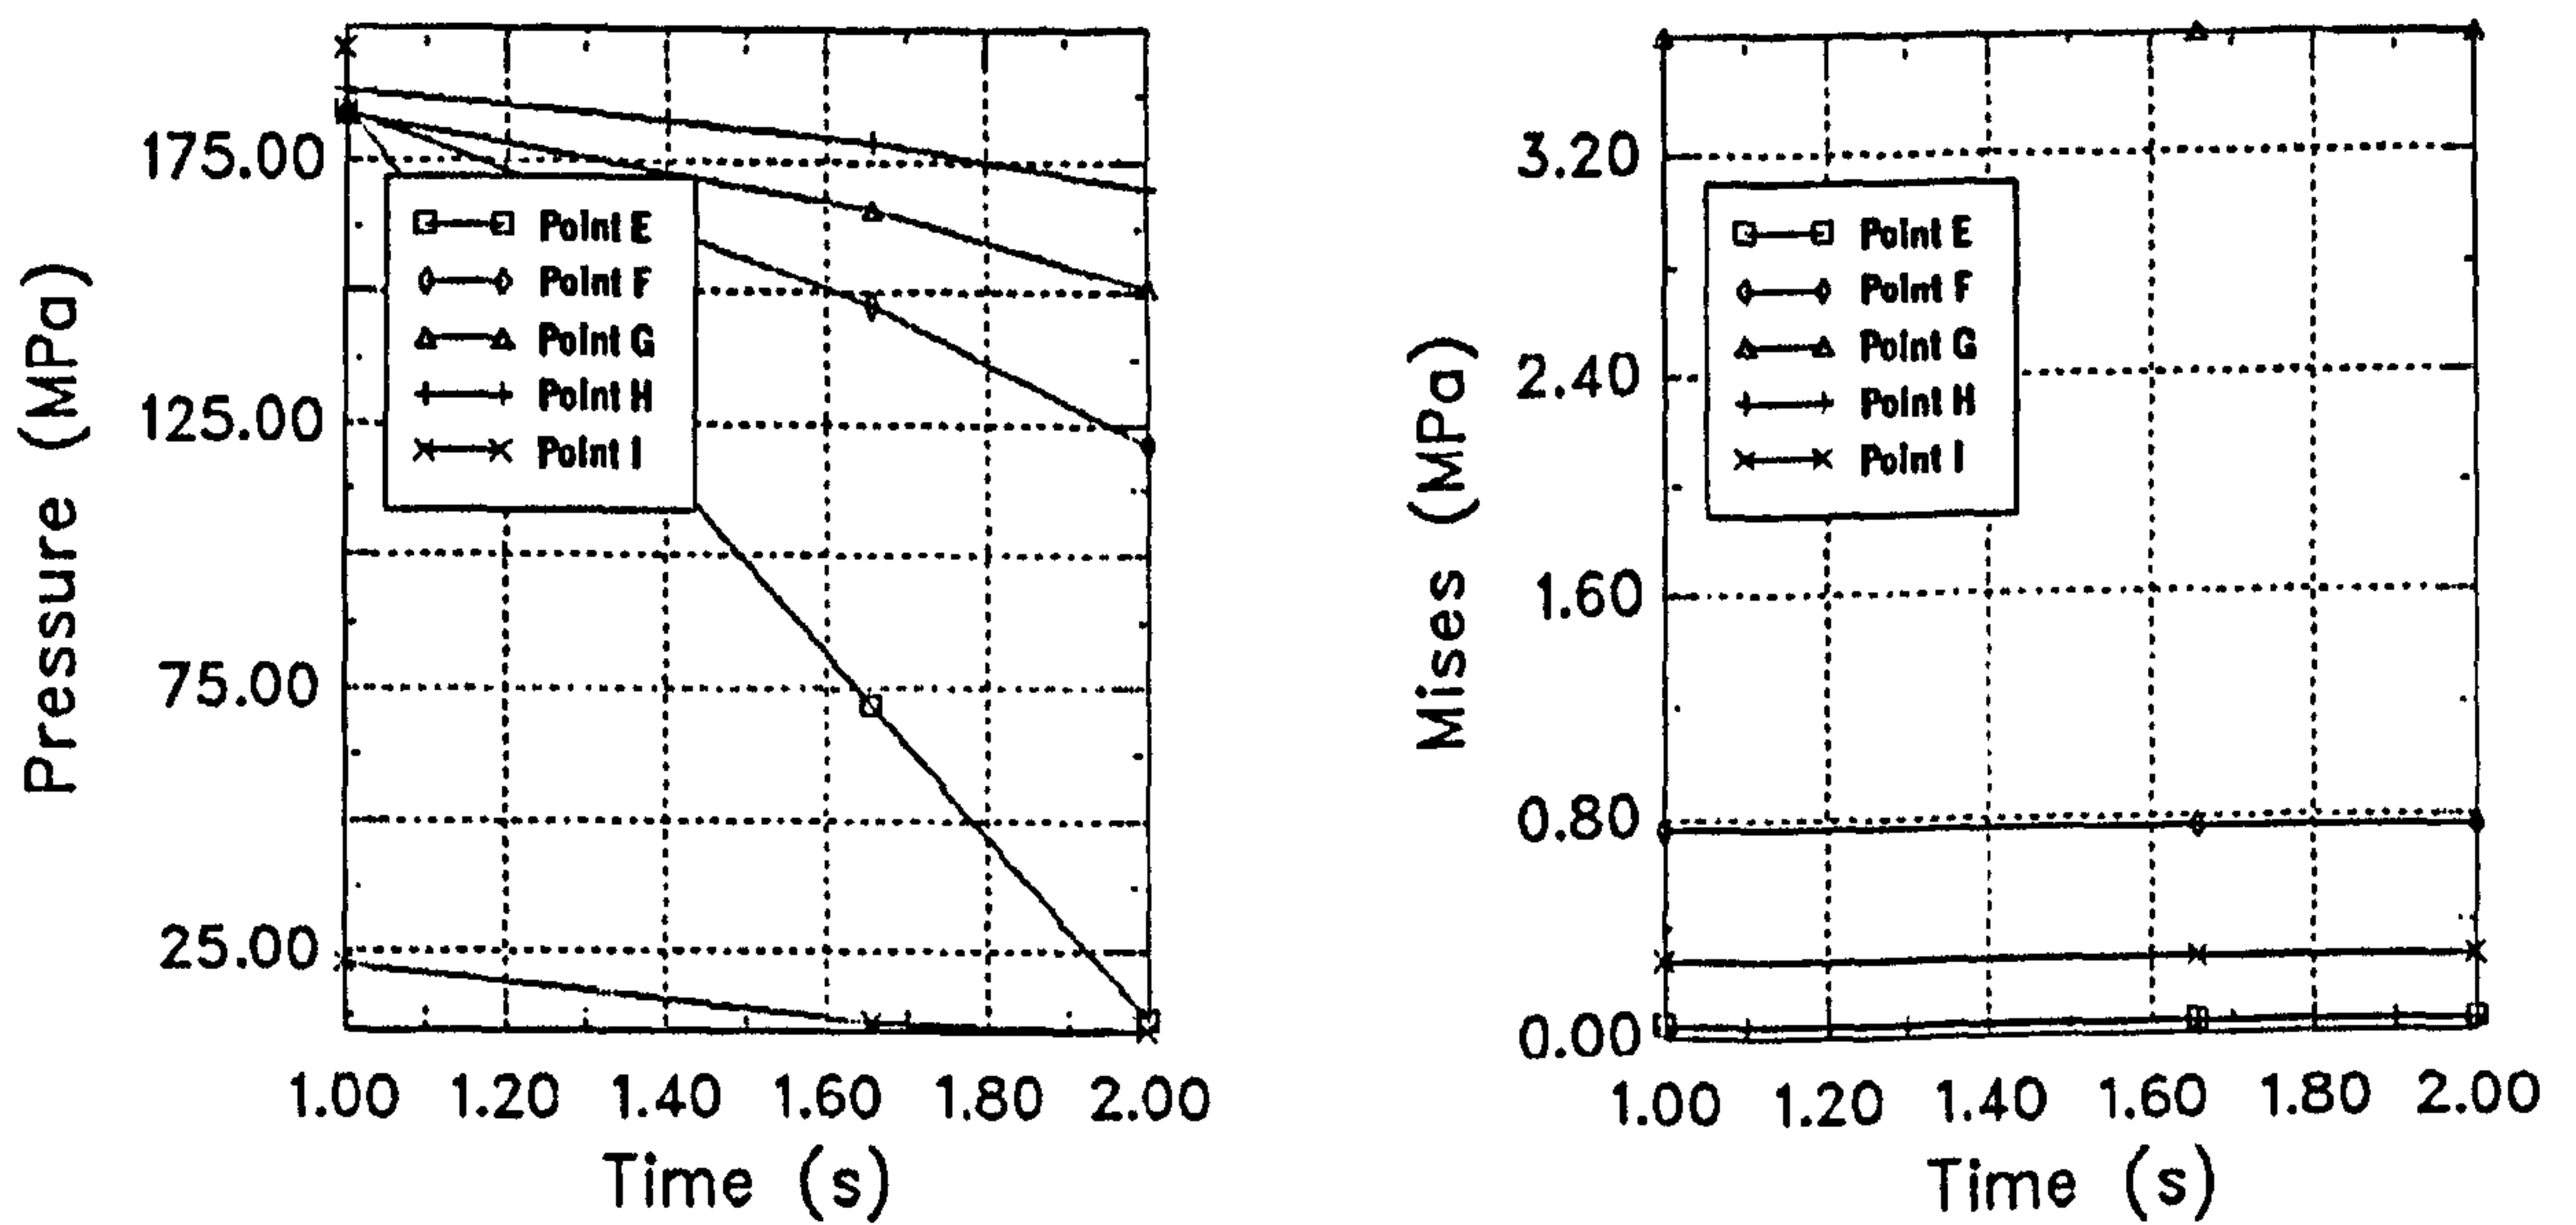 Pressure (MPa)
175.00
125.00
75.00
25.00
Point E
Point F
Point G
Point H
Point I
1.00 1.20 1.40 1.60 1.80 2.00
Time (s)
Mises (MPa)
3.20
2.40
1.60
0.80
0.00
Point E
Point F
Point G
Point H
Point I
1.00 1.20 1.40 1.60 1.80 2.00
Time (s)